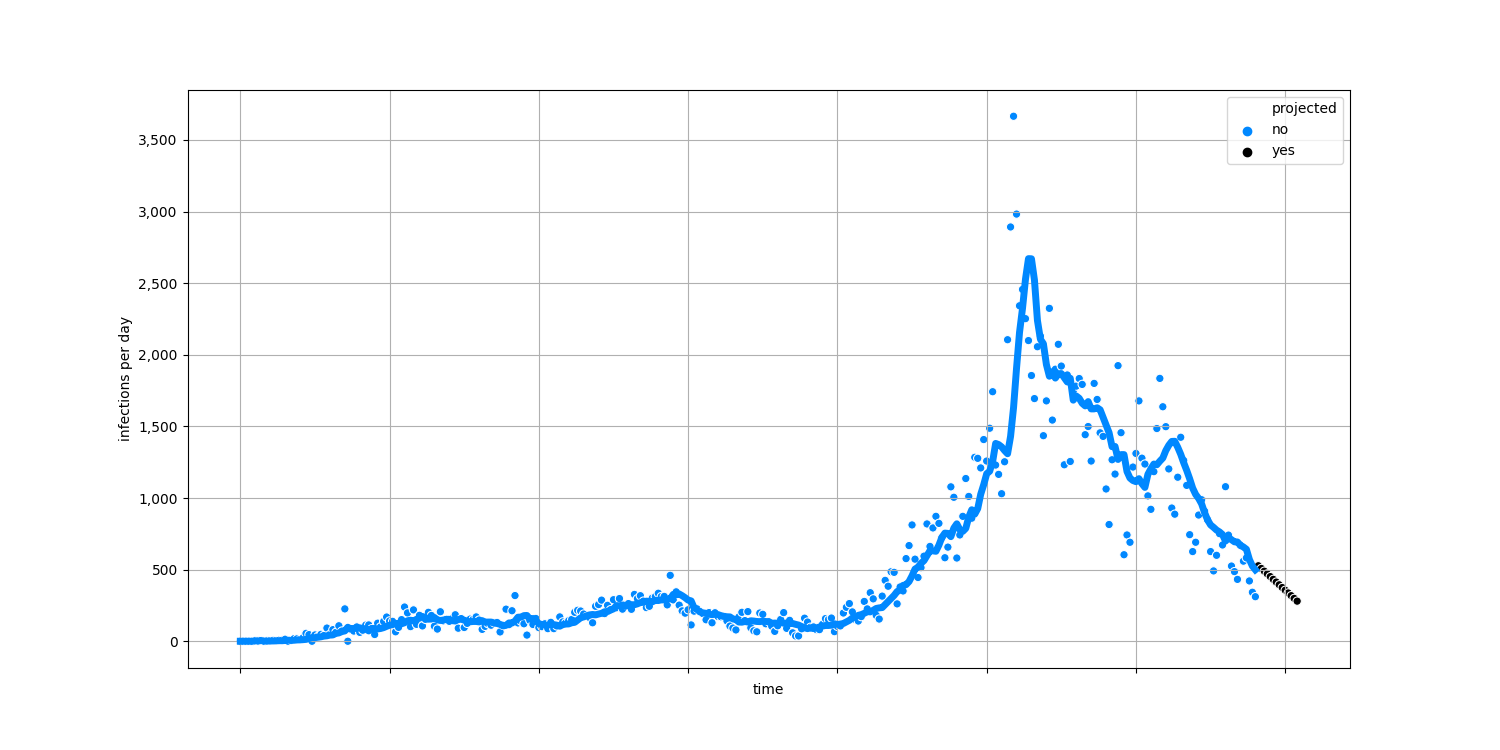 projected
no
yes
3,500
3,000
2,500
2,000
1,500
1,000
500
0
infections per day
time